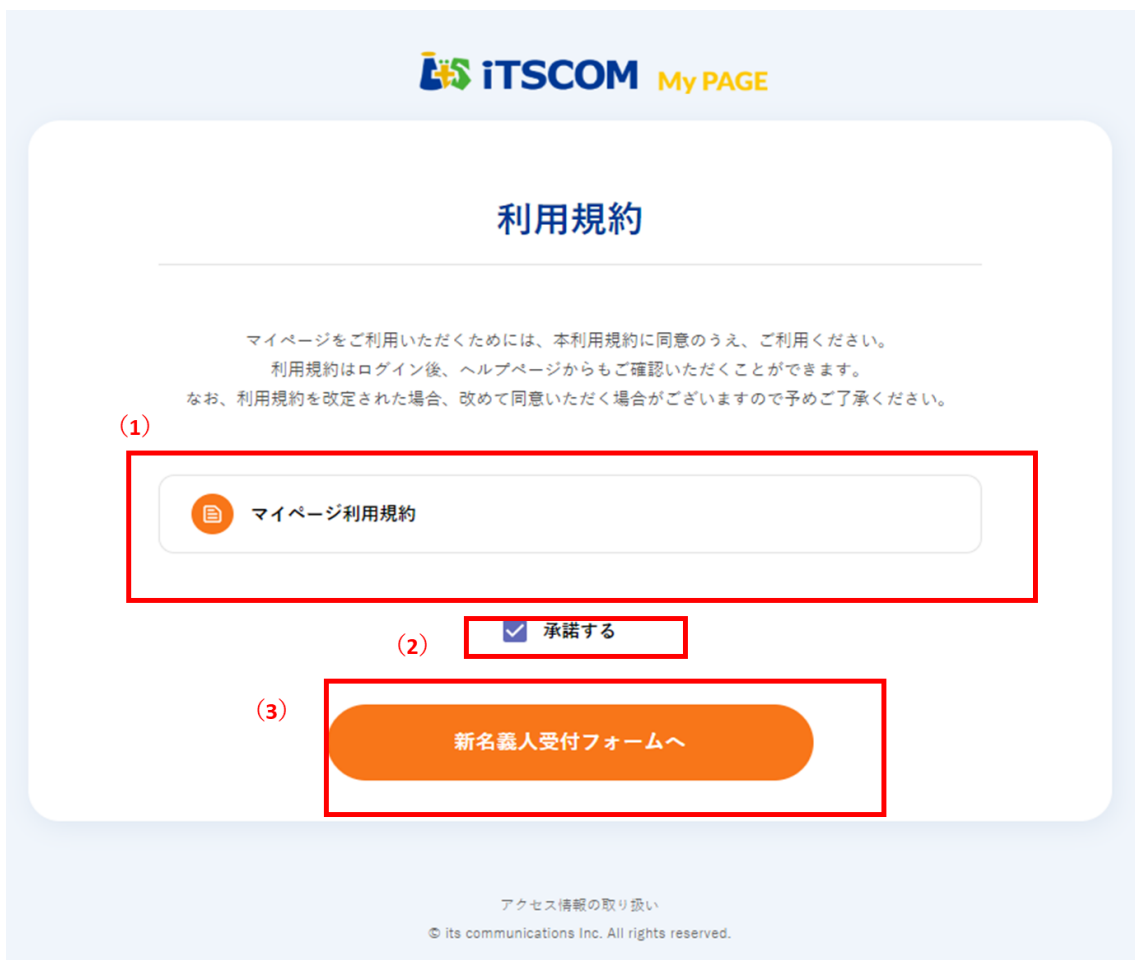 iTSCOM My PAGE
利用規約
マイページをご利用いただくためには、本利用規約に同意のうえ、ご利用ください。
利用規約はログイン後、ヘルプページからもご確認いただくことができます。
なお、利用規約を改定された場合、改めて同意いただく場合がございますので予めご了承ください。
（1）
マイページ利用規約
（2）
承諾する
（3）
新名義人受付フォームへ
アクセス情報の取り扱い
© its communications Inc. All rights reserved.